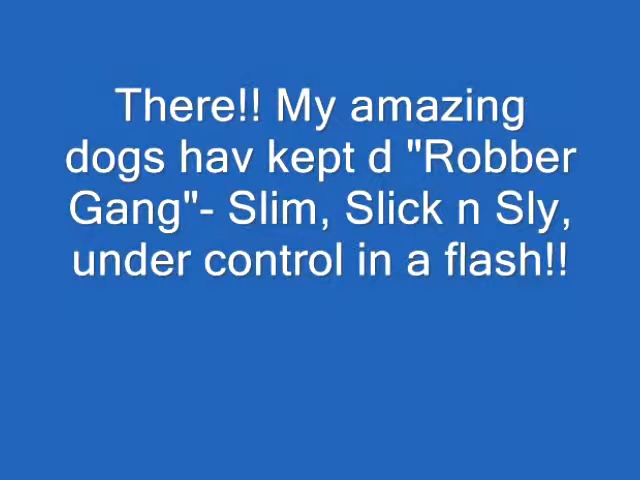 There!! My amazing
dogs hav kept d "Robber
Gang"- Slim, Slick n Sly,
under control in a flash!!